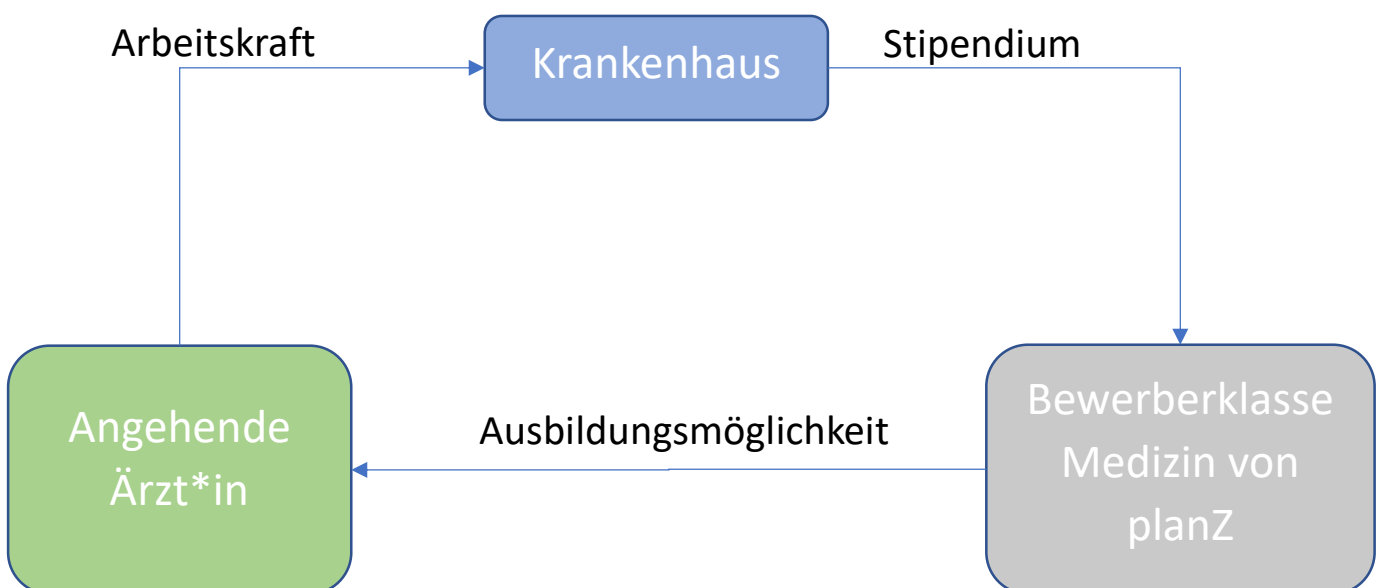 Arbeitskraft
Krankenhaus
Stipendium
Angehende
Ärzt*in
Ausbildungsmöglichkeit
Bewerberklasse
Medizin von
planZ